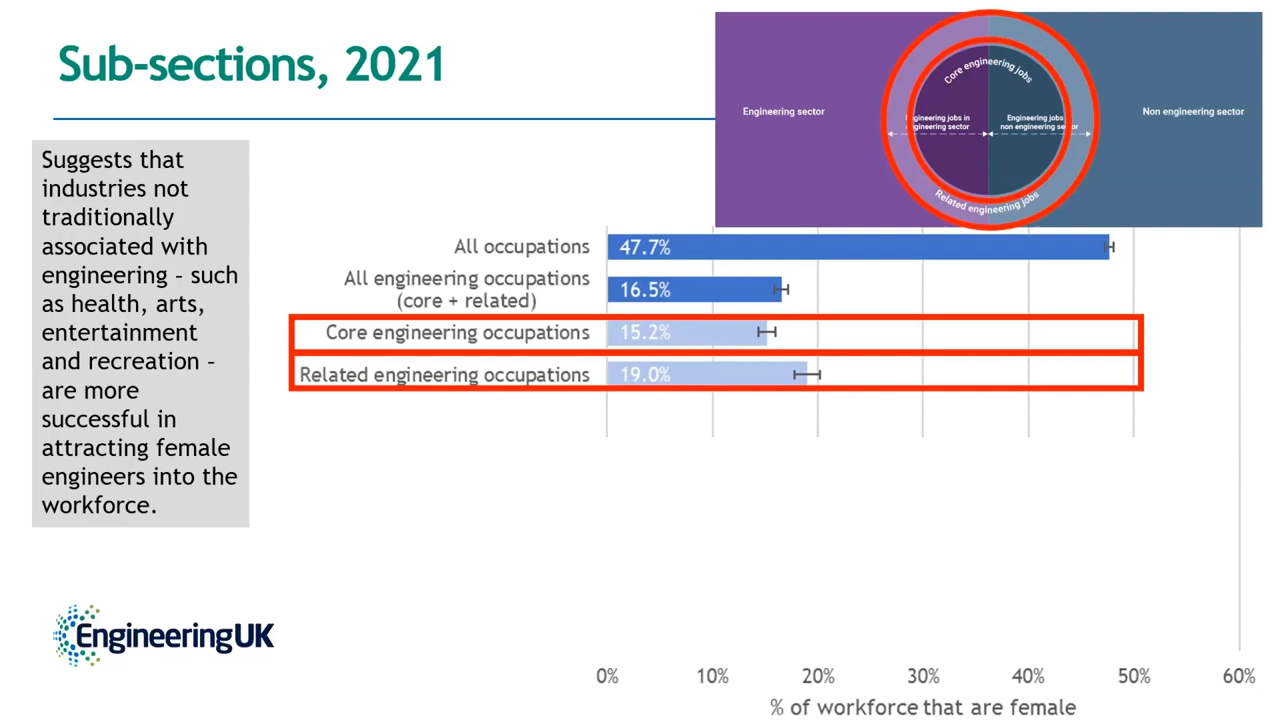 Sub-sections, 2021
Engineering sector
Core engineering jobs
Engineering jobs in
engineering sector
Engineering jobs
non engineering sector
Related engineering jobs
Non engineering sector
Suggests that
industries not
traditionally
associated with
engineering – such
as health, arts,
entertainment
and recreation –
are more
successful in
attracting female
engineers into the
workforce.
All occupations
47.7%
All engineering occupations
(core + related)
16.5%
Core engineering occupations
15.2%
Related engineering occupations
19.0%
0% 10% 20% 30% 40% 50% 60%
% of workforce that are female
EngineeringUK